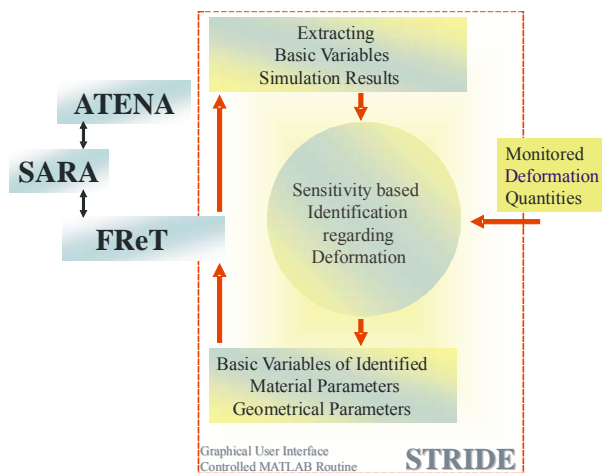 Extracting
Basic Variables
Simulation Results
ATENA
SARA
FReT
Monitored
Deformation
Quantities
Sensitivity based
Identification
regarding
Deformation
Basic Variables of Identified
Material Parameters
Geometrical Parameters
Graphical User Interface
Controlled MATLAB Routine
STRIDE